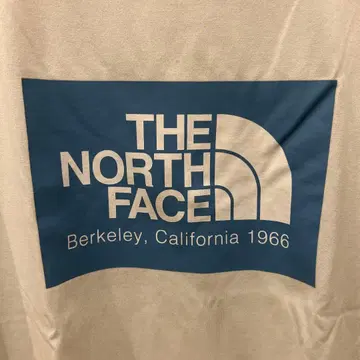 THE
NORTH
FACE
Berkeley, California 1966